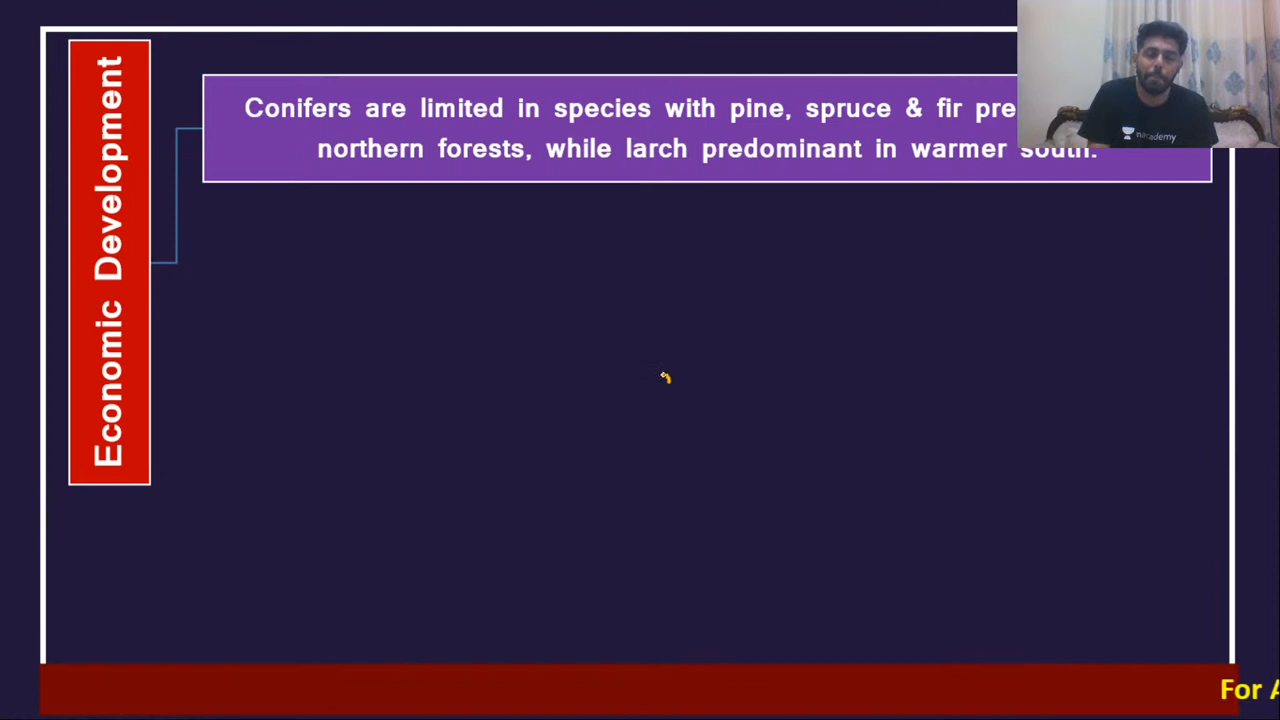 Economic Development
Conifers are limited in species with pine, spruce & fir
northern forests, while larch predominant in warmer south.
For